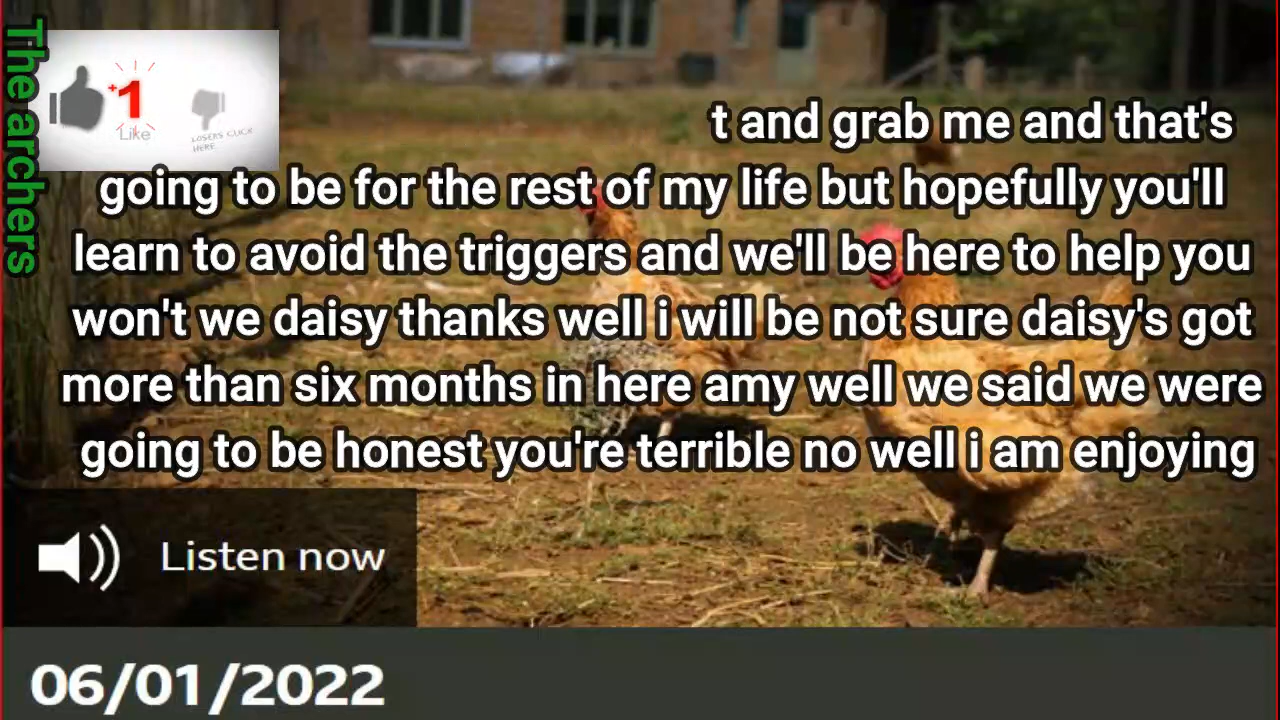 The archers
+1
Like
LOSERS CLICK
HERE
t and grab me and that's
going to be for the rest of my life but hopefully you'll
learn to avoid the triggers and we'll be here to help you
won't we daisy thanks well i will be not sure daisy's got
more than six months in here amy well we said we were
going to be honest you're terrible no well i am enjoying
Listen now
06/01/2022